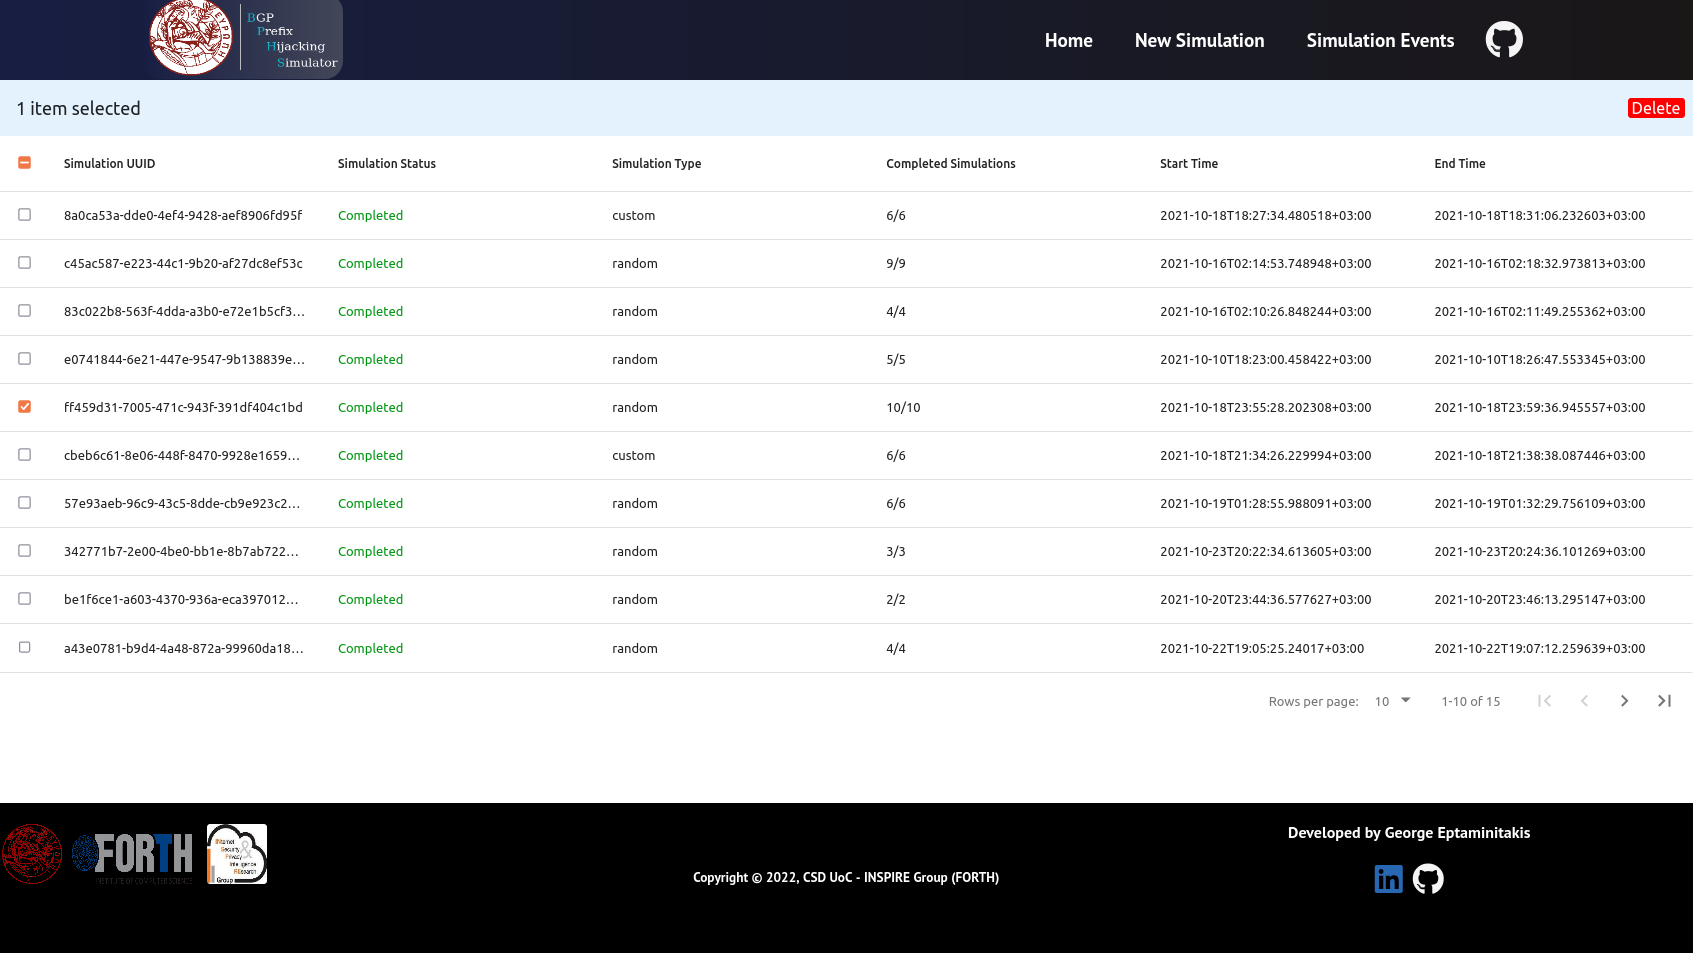 BGP
Prefix
Hijacking
Simulator
Home New Simulation Simulation Events
1 item selected Delete
Simulation UUID Simulation Status Simulation Type Completed Simulations Start Time End Time
8a0ca53a-dde0-4ef4-9428-aef8906fd95f Completed custom 6/6 2021-10-18T18:27:34.480518+03:00 2021-10-18T18:31:06.232603+03:00
c45ac587-e223-44c1-9b20-af27dc8ef53c Completed random 9/9 2021-10-16T02:14:53.748948+03:00 2021-10-16T02:18:32.973813+03:00
83c022b8-563f-4dda-a3b0-e72e1b5cf3... Completed random 4/4 2021-10-16T02:10:26.848244+03:00 2021-10-16T02:11:49.255362+03:00
e0741844-6e21-447e-9547-9b138839e... Completed random 5/5 2021-10-10T18:23:00.458422+03:00 2021-10-10T18:26:47.553345+03:00
ff459d31-7005-471c-943f-391df404c1bd Completed random 10/10 2021-10-18T23:55:28.202308+03:00 2021-10-18T23:59:36.945557+03:00
cbeb6c61-8e06-448f-8470-9928e1659... Completed custom 6/6 2021-10-18T21:34:26.229994+03:00 2021-10-18T21:38:38.087446+03:00
57e93aeb-96c9-43c5-8dde-cb9e923c2... Completed random 6/6 2021-10-19T01:28:55.988091+03:00 2021-10-19T01:32:29.756109+03:00
342771b7-2e00-4be0-bb1e-8b7ab722... Completed random 3/3 2021-10-23T20:22:34.613605+03:00 2021-10-23T20:24:36.101269+03:00
be1f6ce1-a603-4370-936a-eca397012... Completed random 2/2 2021-10-20T23:44:36.577627+03:00 2021-10-20T23:46:13.295147+03:00
a43e0781-b9d4-4a48-872a-99960da18... Completed random 4/4 2021-10-22T19:05:25.24017+03:00 2021-10-22T19:07:12.259639+03:00
Rows per page: 10 1-10 of 15
FORTH
INSTITUTE OF COMPUTER SCIENCE
INternet
Security
Privacy
&
Intelligence
REsearch
Group
Copyright © 2022, CSD UoC - INSPIRE Group (FORTH)
Developed by George Eptaminitakis
in